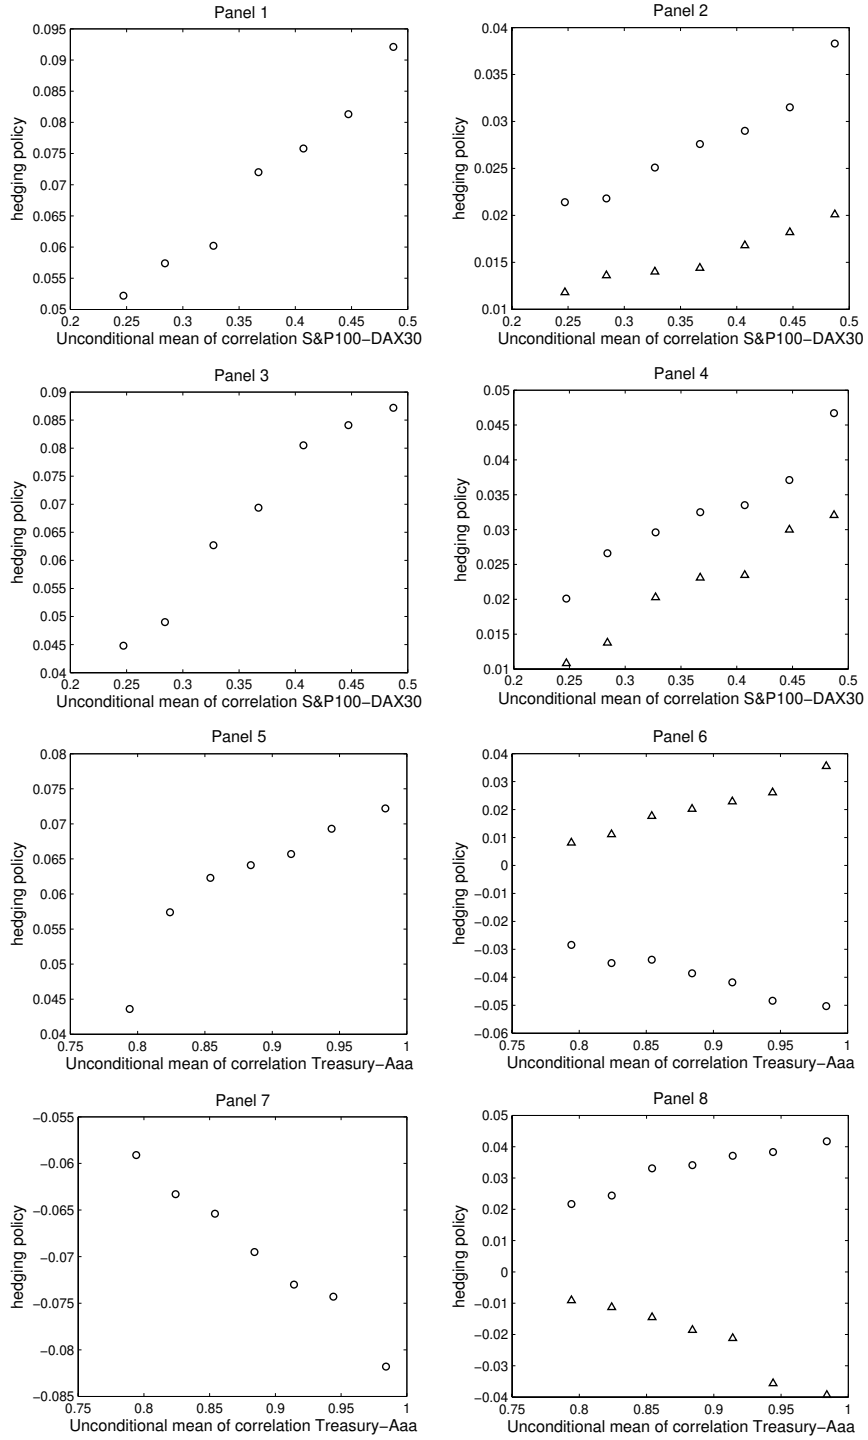 Panel 1
0.095
0.09
0.085
0.08
0.075
0.07
0.065
0.06
0.055
0.05
hedging policy
0.2 0.25 0.3 0.35 0.4 0.45 0.5
Unconditional mean of correlation S&P100−DAX30
Panel 2
0.04
0.035
0.03
0.025
0.02
0.015
0.01
hedging policy
0.2 0.25 0.3 0.35 0.4 0.45 0.5
Unconditional mean of correlation S&P100−DAX30
Panel 3
0.09
0.085
0.08
0.075
0.07
0.065
0.06
0.055
0.05
0.045
0.04
hedging policy
0.2 0.25 0.3 0.35 0.4 0.45 0.5
Unconditional mean of correlation S&P100−DAX30
Panel 4
0.05
0.045
0.04
0.035
0.03
0.025
0.02
0.015
0.01
hedging policy
0.2 0.25 0.3 0.35 0.4 0.45 0.5
Unconditional mean of correlation S&P100−DAX30
Panel 5
0.08
0.075
0.07
0.065
0.06
0.055
0.05
0.045
0.04
hedging policy
0.75 0.8 0.85 0.9 0.95 1
Unconditional mean of correlation Treasury−Aaa
Panel 6
0.04
0.03
0.02
0.01
0
−0.01
−0.02
−0.03
−0.04
−0.05
−0.06
hedging policy
0.75 0.8 0.85 0.9 0.95 1
Unconditional mean of correlation Treasury−Aaa
Panel 7
−0.055
−0.06
−0.065
−0.07
−0.075
−0.08
−0.085
hedging policy
0.75 0.8 0.85 0.9 0.95 1
Unconditional mean of correlation Treasury−Aaa
Panel 8
0.05
0.04
0.03
0.02
0.01
0
−0.01
−0.02
−0.03
−0.04
hedging policy
0.75 0.8 0.85 0.9 0.95 1
Unconditional mean of correlation Treasury−Aaa